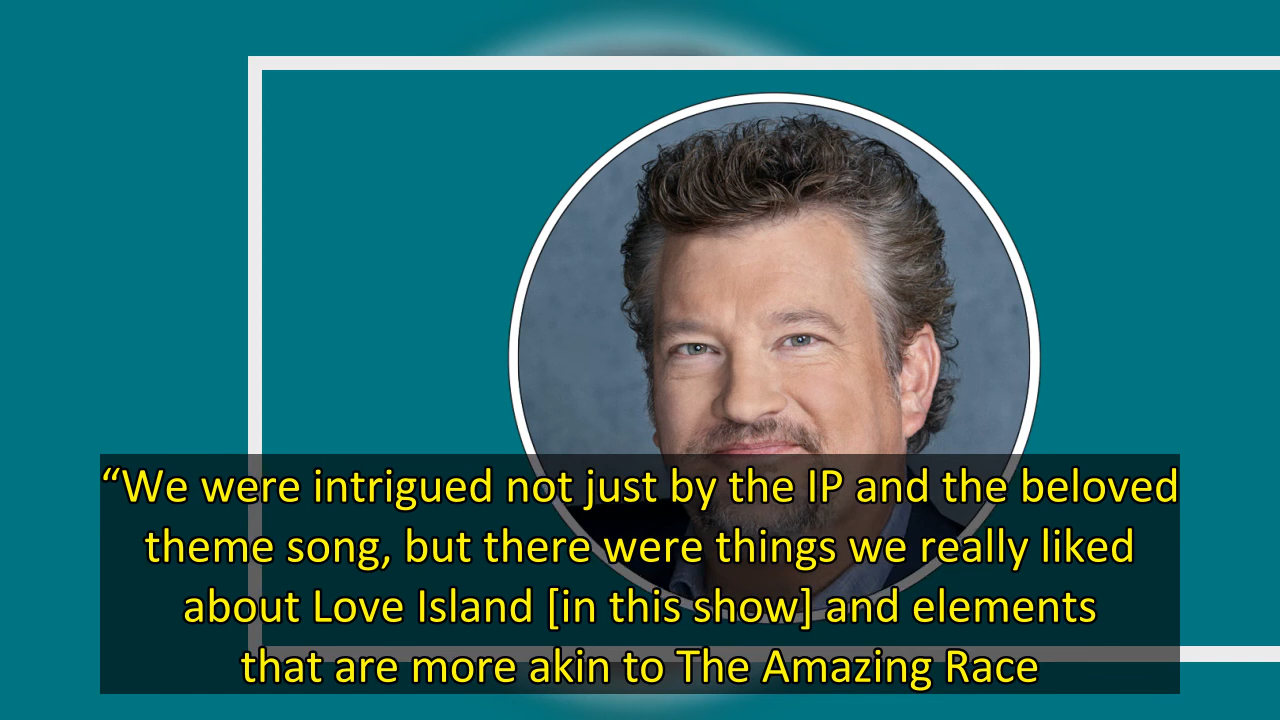 “We were intrigued not just by the IP and the beloved
theme song, but there were things we really liked
about Love Island [in this show] and elements
that are more akin to The Amazing Race